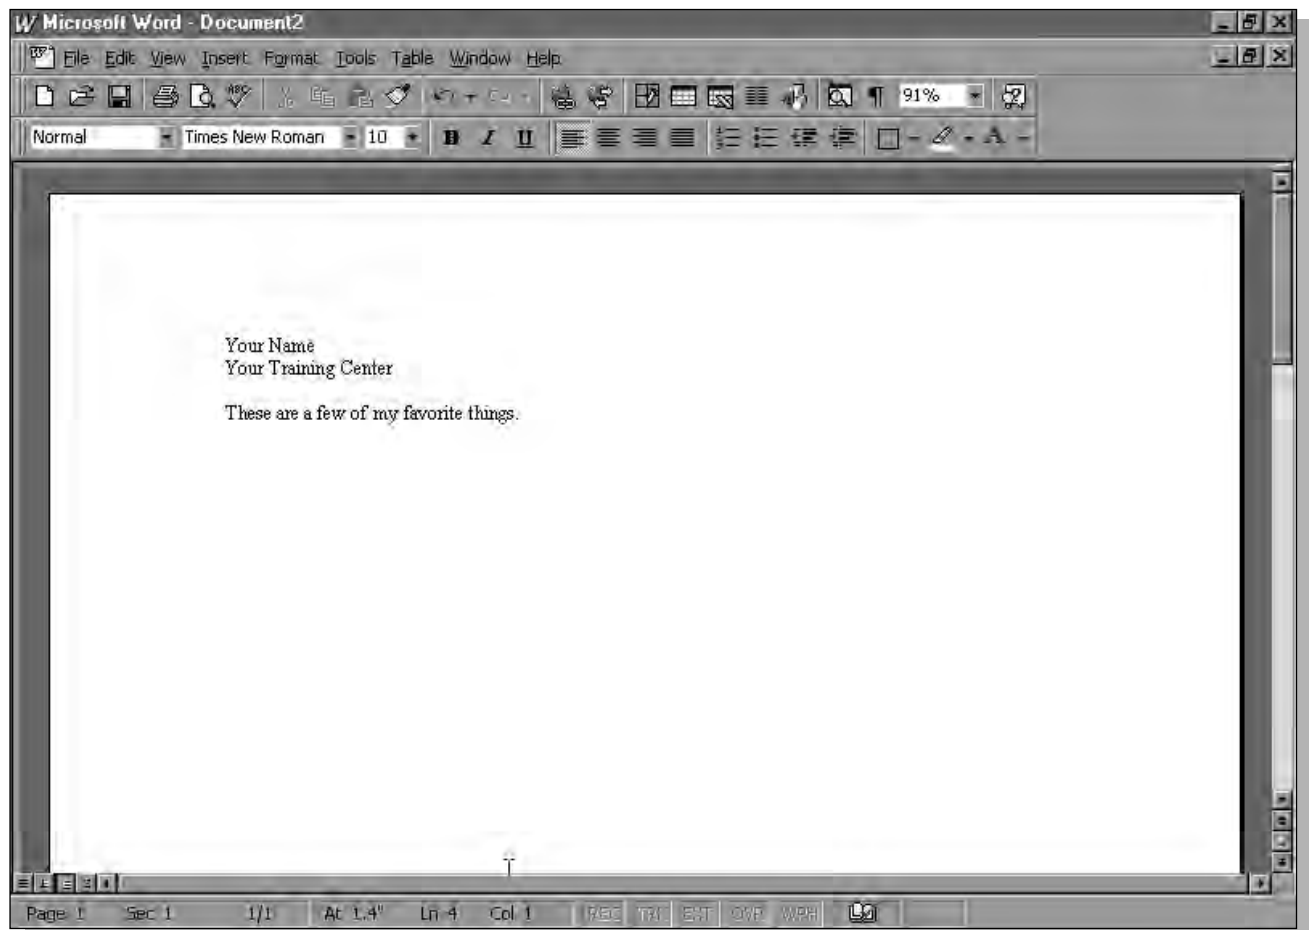 Microsoft Word - Document2
File Edit View Insert Format Tools Table Window Help
ABC 91%
Normal Times New Roman 10 B I U A
Your Name
Your Training Center
These are a few of my favorite things.
Page 1 Sec 1 1/1 At 1.4" Ln 4 Col 1 REC TRK EXT OVR WPH